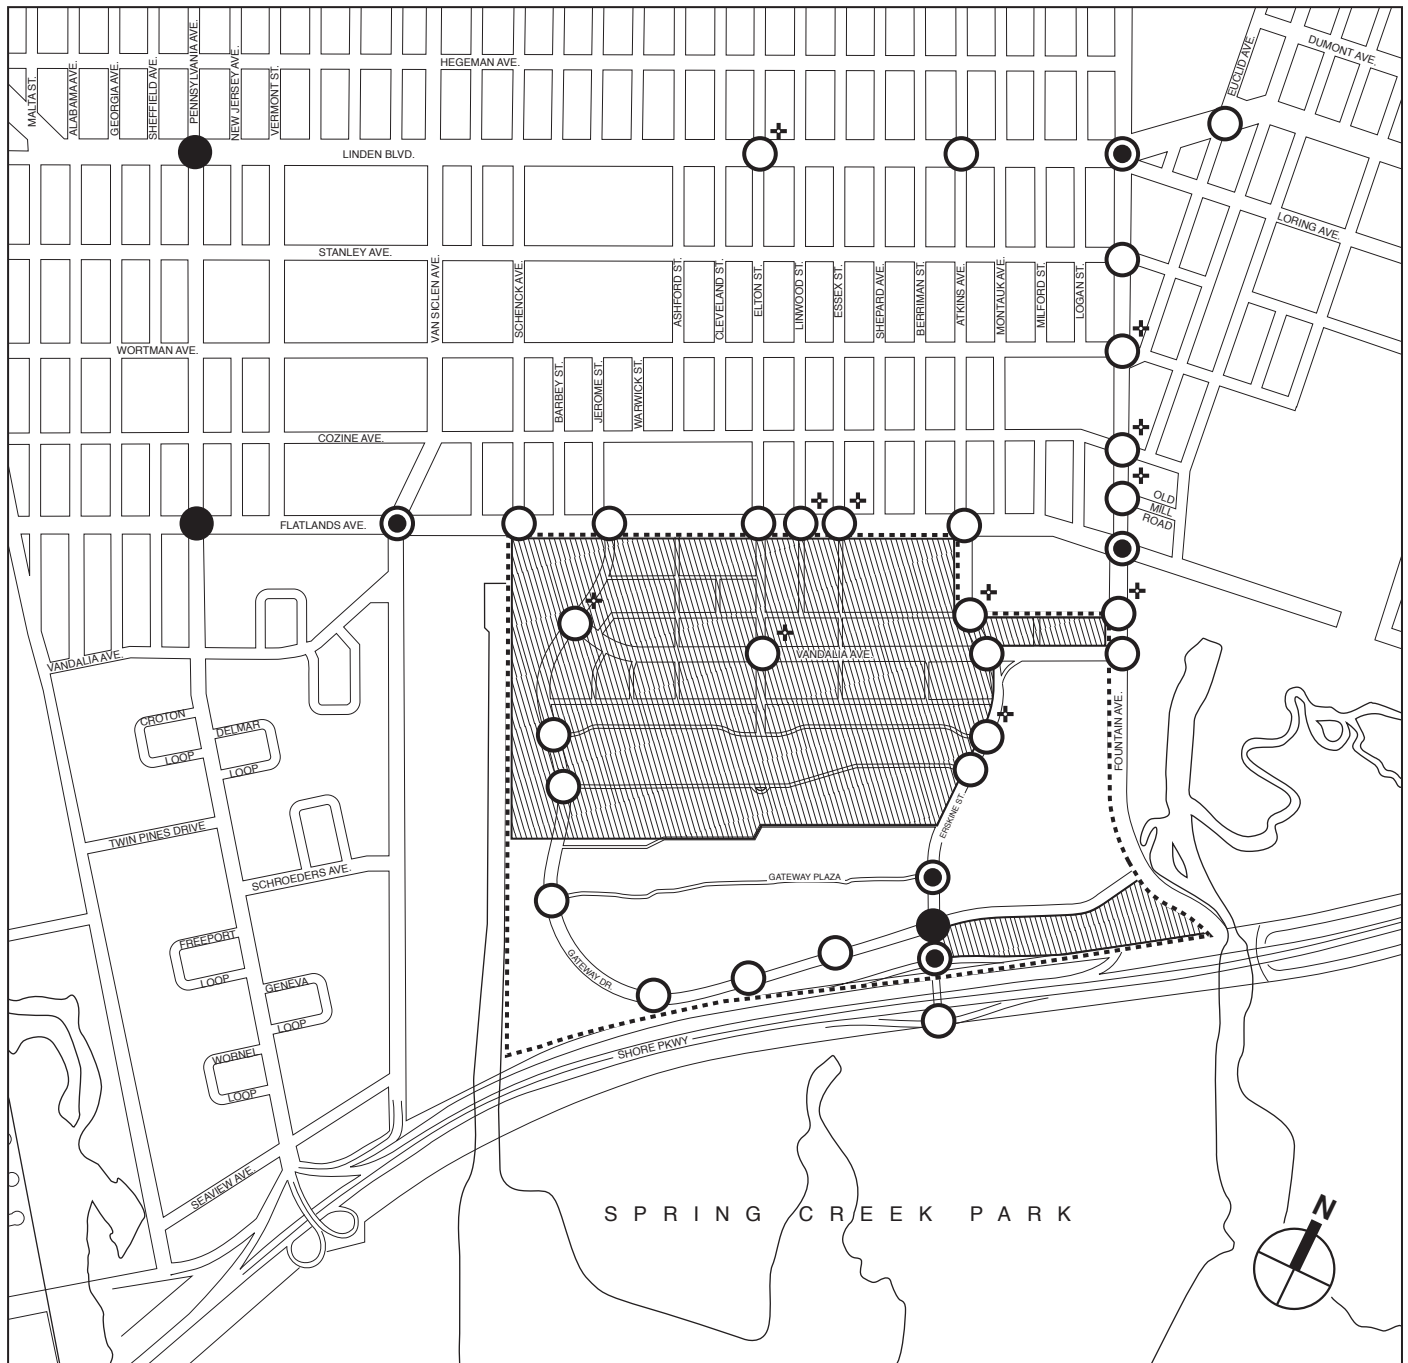 HEGEMAN AVE.
DUMONT AVE.
EUCLID AVE.
MALTA ST.
ALABAMA AVE.
GEORGIA AVE.
SHEFFIELD AVE.
PENNSYLVANIA AVE.
NEW JERSEY AVE.
VERMONT ST.
LINDEN BLVD.
LORING AVE.
STANLEY AVE.
VAN SICLEN AVE.
SCHENCK AVE.
ASHFORD ST.
CLEVELAND ST.
ELTON ST.
LINWOOD ST.
ESSEX ST.
SHEPARD AVE.
BERRIMAN ST.
ATKINS AVE.
MONTAUK AVE.
MILFORD ST.
LOGAN ST.
WORTMAN AVE.
BARBEY ST.
JEROME ST.
WARWICK ST.
COZINE AVE.
OLD
MILL
ROAD
FLATLANDS AVE.
VANDALIA AVE.
VANDALIA AVE.
FOUNTAIN AVE.
CROTON
LOOP
DELMAR
LOOP
ERSKINE ST.
TWIN PINES DRIVE
SCHROEDERS AVE.
GATEWAY PLAZA
FREEPORT
LOOP
GATEWAY DR.
GENEVA
LOOP
SHORE PKWY
WORNEL
LOOP
SEAVIEW AVE.
SPRING CREEK PARK
N